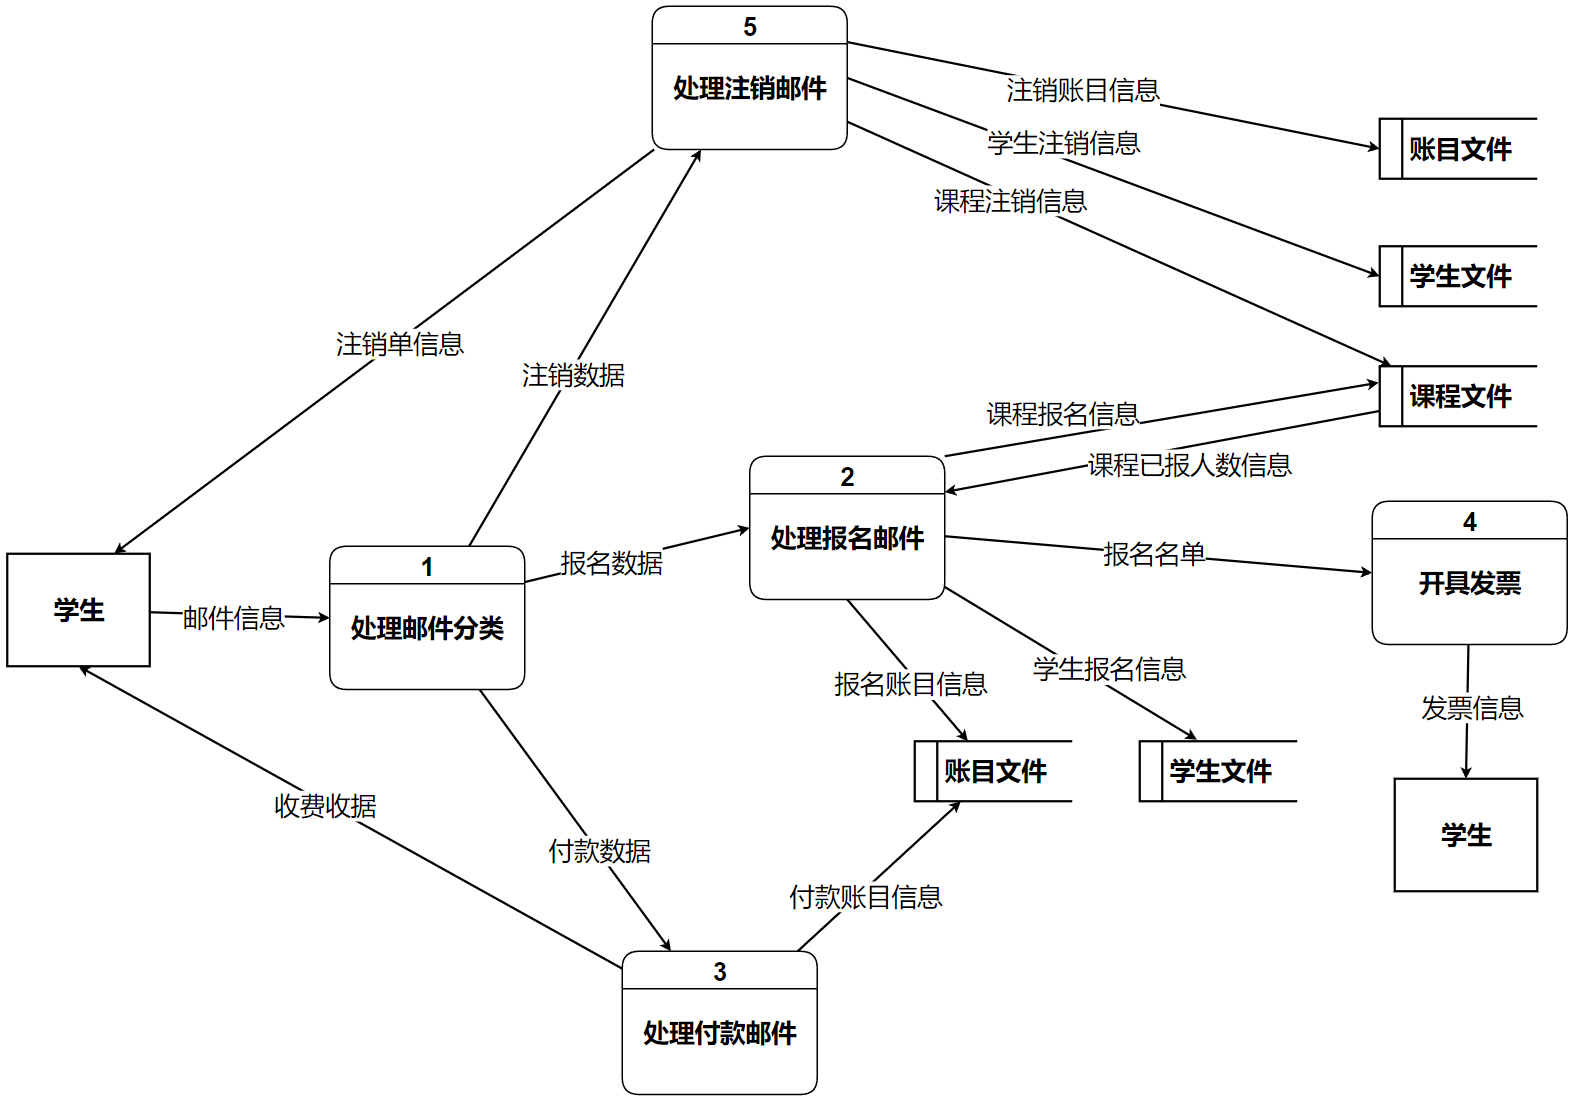 5
处理注销邮件
注销账目信息
账目文件
学生注销信息
课程注销信息
学生文件
注销单信息
注销数据
课程文件
课程报名信息
课程已报人数信息
2
处理报名邮件
4
开具发票
报名名单
报名数据
1
处理邮件分类
学生
邮件信息
报名账目信息
学生报名信息
发票信息
账目文件
学生文件
收费收据
付款数据
学生
付款账目信息
3
处理付款邮件